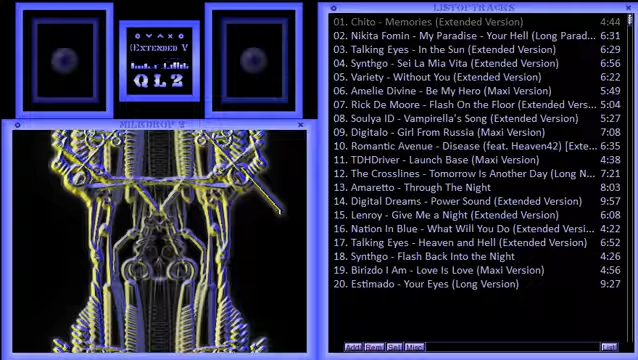 (Extended V
QL2
MILKDROP 2
LISTOFTRACKS
01. Chito - Memories (Extended Version) 4:44
02. Nikita Fomin - My Paradise - Your Hell (Long Parad... 6:31
03. Talking Eyes - In the Sun (Extended Version) 6:29
04. Synthgo - Sei La Mia Vita (Extended Version) 6:56
05. Variety - Without You (Extended Version) 6:22
06. Amelie Divine - Be My Hero (Maxi Version) 5:49
07. Rick De Moore - Flash On the Floor (Extended Vers... 5:04
08. Soulya ID - Vampirella's Song (Extended Version) 5:27
09. Digitalo - Girl From Russia (Maxi Version) 7:08
10. Romantic Avenue - Disease (feat. Heaven42) [Exte... 6:35
11. TDHDriver - Launch Base (Maxi Version) 4:38
12. The Crosslines - Tomorrow Is Another Day (Long N... 7:21
13. Amaretto - Through The Night 8:03
14. Digital Dreams - Power Sound (Extended Version) 9:57
15. Lenroy - Give Me a Night (Extended Version) 6:08
16. Nation In Blue - What Will You Do (Extended Versi... 4:22
17. Talking Eyes - Heaven and Hell (Extended Version) 6:52
18. Synthgo - Flash Back Into the Night 4:26
19. Birizdo I Am - Love Is Love (Maxi Version) 4:56
20. Estimado - Your Eyes (Long Version) 9:27
Add Rem Sel Misc List